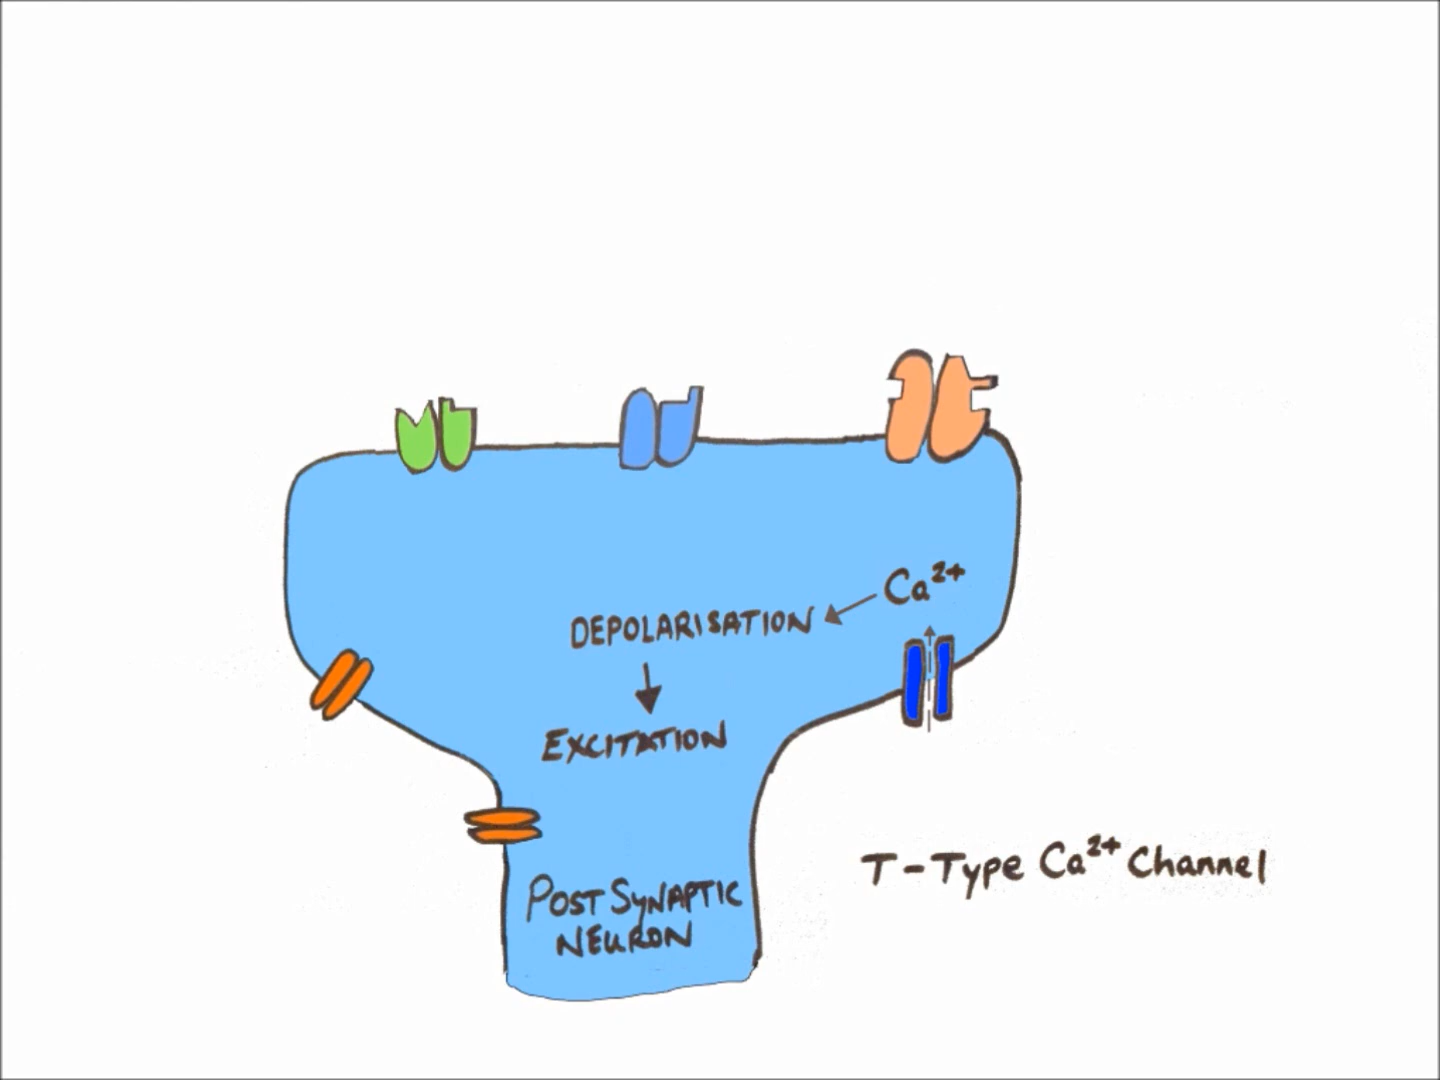 Ca²⁺
DEPOLARISATION
EXCITATION
T-Type Ca²⁺ Channel
POST SYNAPTIC
NEURON